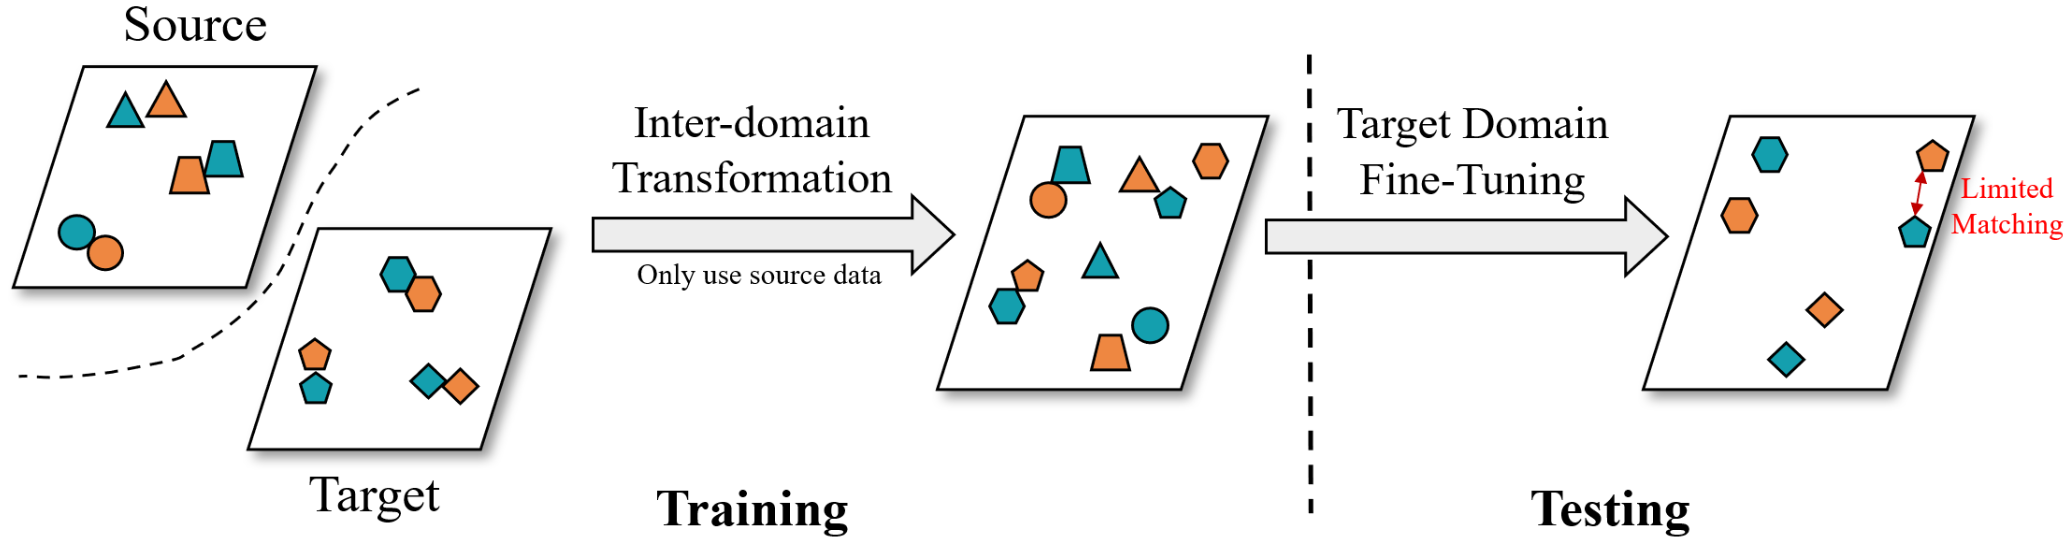 Source
Target
Inter-domain
Transformation
Only use source data
Training
Target Domain
Fine-Tuning
Limited
Matching
Testing